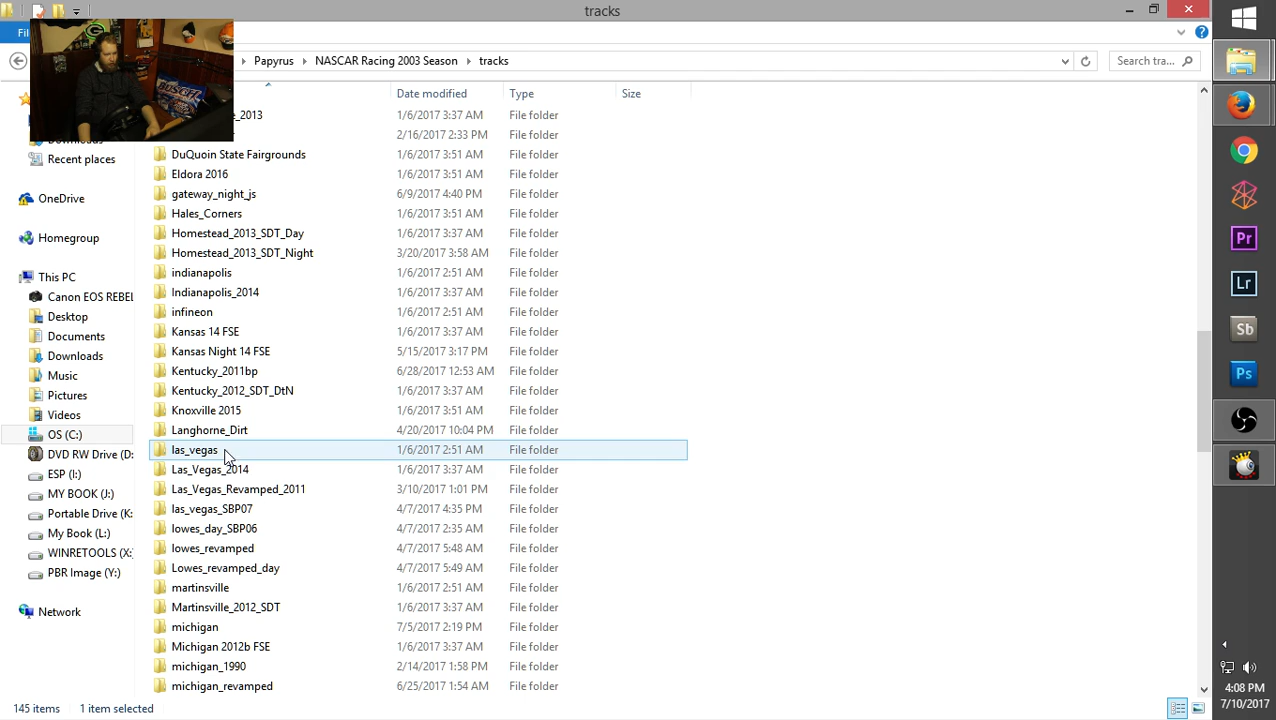 tracks
Fil
Papyrus
NASCAR Racing 2003 Season
tracks
Search tra...
Date modified
Type
Size
e_2013 1/6/2017 3:37 AM File folder
2/16/2017 2:33 PM File folder
DuQuoin State Fairgrounds 1/6/2017 3:51 AM File folder
Eldora 2016 1/6/2017 3:51 AM File folder
gateway_night_js 6/9/2017 4:40 PM File folder
Hales_Corners 1/6/2017 3:51 AM File folder
Homestead_2013_SDT_Day 1/6/2017 3:37 AM File folder
Homestead_2013_SDT_Night 3/20/2017 3:58 AM File folder
indianapolis 1/6/2017 2:51 AM File folder
Indianapolis_2014 1/6/2017 3:37 AM File folder
infineon 1/6/2017 2:51 AM File folder
Kansas 14 FSE 1/6/2017 3:37 AM File folder
Kansas Night 14 FSE 5/15/2017 3:17 PM File folder
Kentucky_2011bp 6/28/2017 12:53 AM File folder
Kentucky_2012_SDT_DtN 1/6/2017 3:37 AM File folder
Knoxville 2015 1/6/2017 3:51 AM File folder
Langhorne_Dirt 4/20/2017 10:04 PM File folder
las_vegas 1/6/2017 2:51 AM File folder
Las_Vegas_2014 1/6/2017 3:37 AM File folder
Las_Vegas_Revamped_2011 3/10/2017 1:01 PM File folder
las_vegas_SBP07 4/7/2017 4:35 PM File folder
lowes_day_SBP06 4/7/2017 2:35 AM File folder
lowes_revamped 4/7/2017 5:48 AM File folder
Lowes_revamped_day 4/7/2017 5:49 AM File folder
martinsville 1/6/2017 2:51 AM File folder
Martinsville_2012_SDT 1/6/2017 3:37 AM File folder
michigan 7/5/2017 2:19 PM File folder
Michigan 2012b FSE 1/6/2017 3:37 AM File folder
michigan_1990 2/14/2017 1:58 PM File folder
michigan_revamped 6/25/2017 1:54 AM File folder
Downloads
Recent places
OneDrive
Homegroup
This PC
Canon EOS REBEL
Desktop
Documents
Downloads
Music
Pictures
Videos
OS (C:)
DVD RW Drive (D:
ESP (I:)
MY BOOK (J:)
Portable Drive (K:
My Book (L:)
WINRETOOLS (X:)
PBR Image (Y:)
Network
145 items
1 item selected
Pr
Lr
Sb
Ps
4:08 PM
7/10/2017